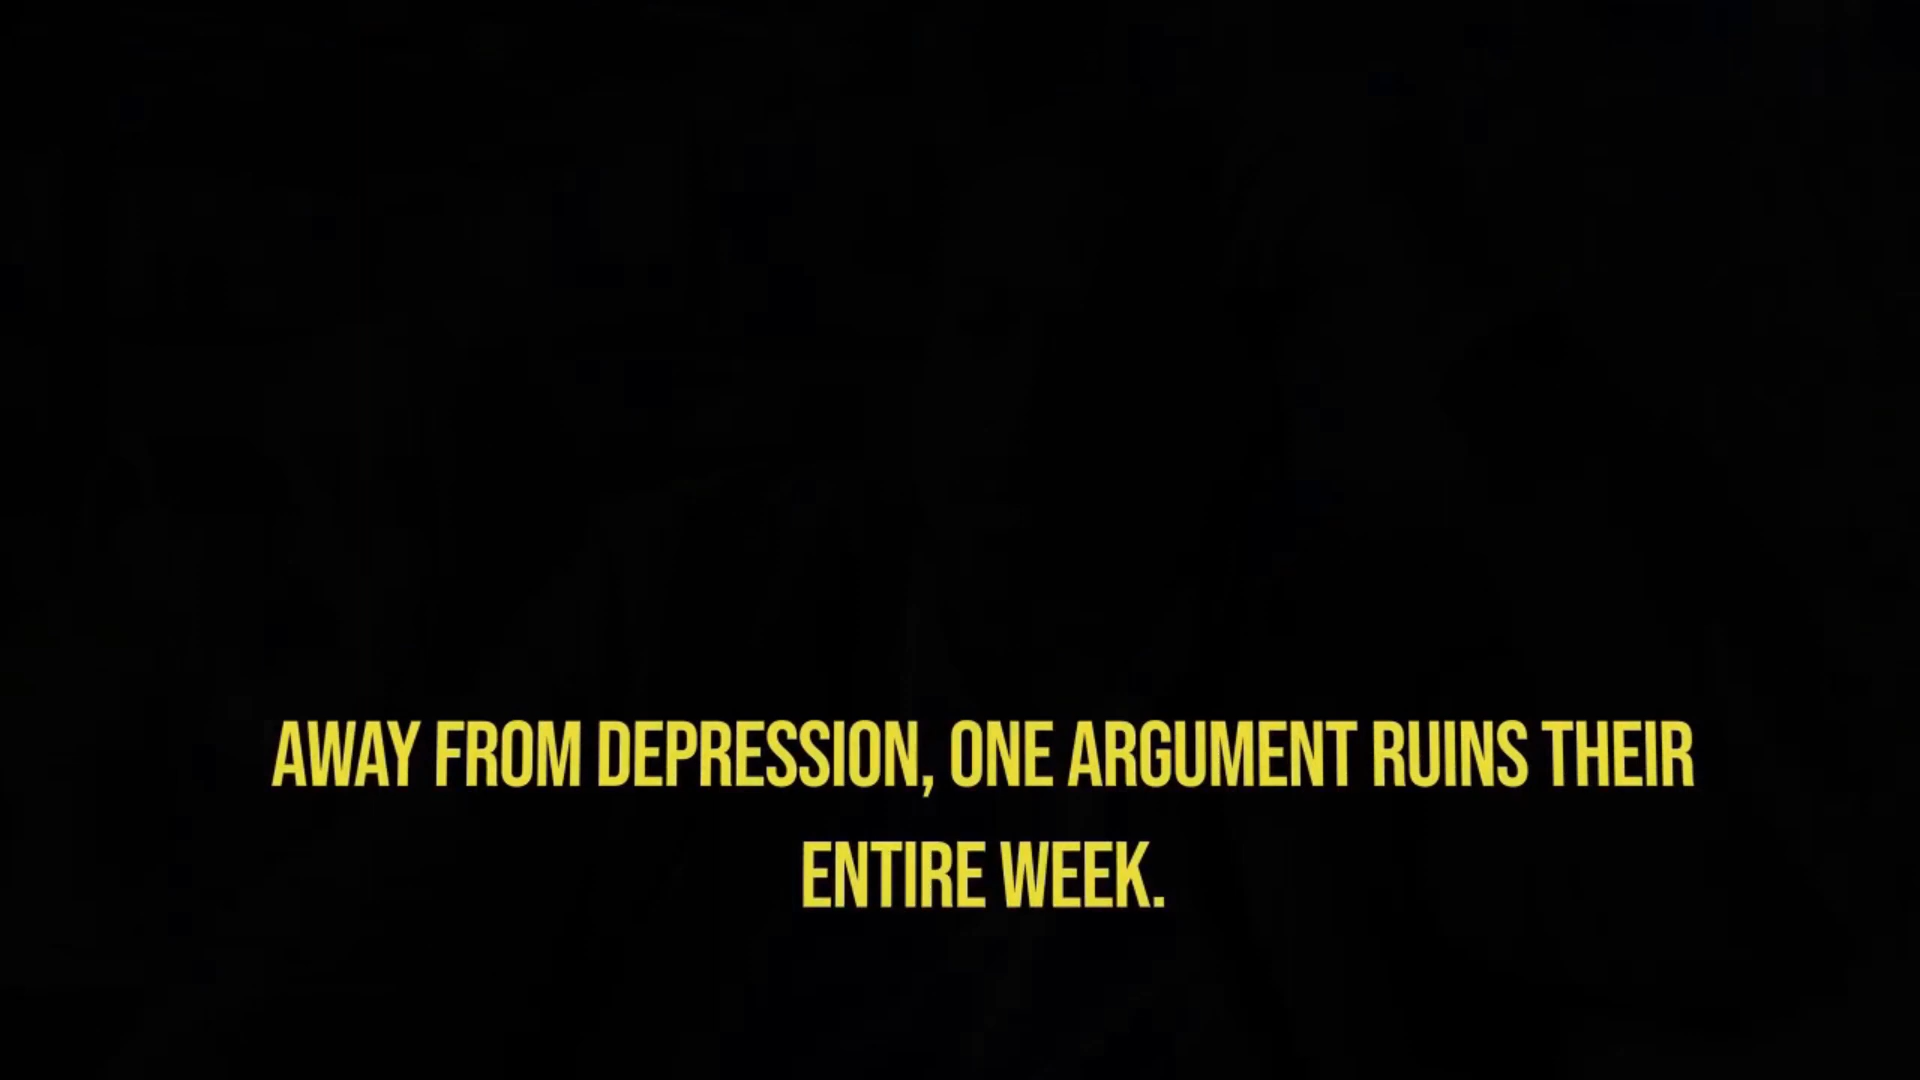 AWAY FROM DEPRESSION, ONE ARGUMENT RUINS THEIR
ENTIRE WEEK.